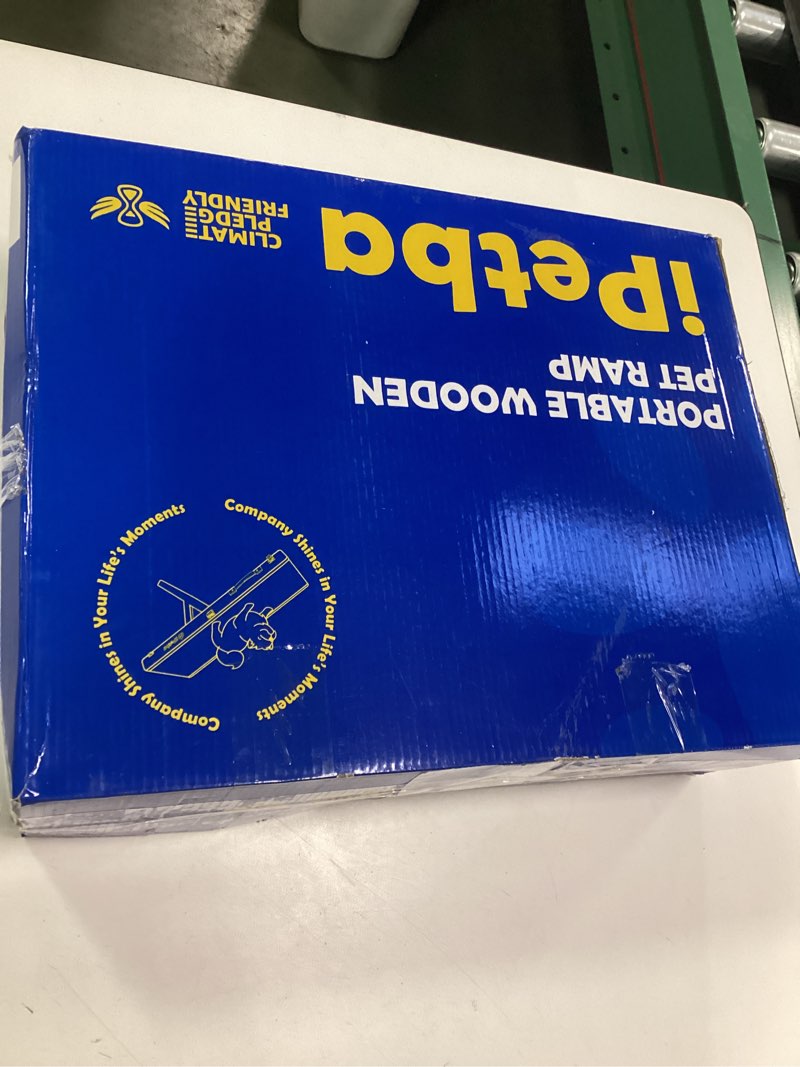 iPetba
CLIMATE
PLEDGE
FRIENDLY
PORTABLE WOODEN
PET RAMP
Company Shines in Your Life's Moments
Company Shines in Your Life's Moments